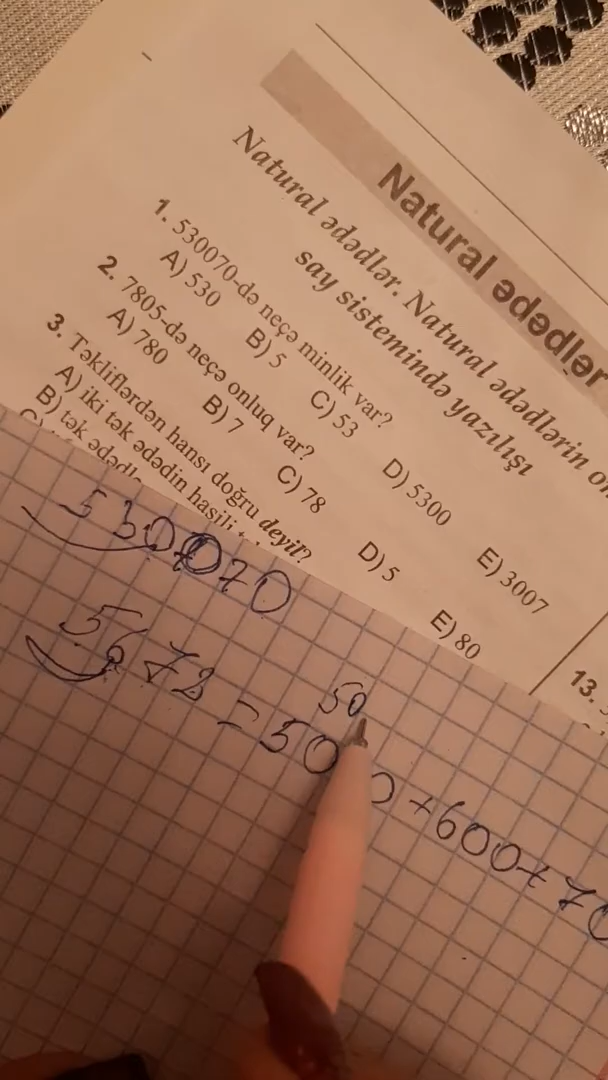 Natural ədədlər
Natural ədədlər. Natural ədədlərin
say sistemində yazılışı
1. 530070-də neçə minlik var?
A) 530 B) 5 C) 53 D) 5300 E) 3007
2. 7805-də neçə onluq var?
A) 780 B) 7 C) 78 D) 5 E) 80
3. Təkliflərdən hansı doğru deyil?
A) iki tək ədədin hasili
B) tək ədədlə
13.
530070
50
5672 = 5000 + 600 + 70